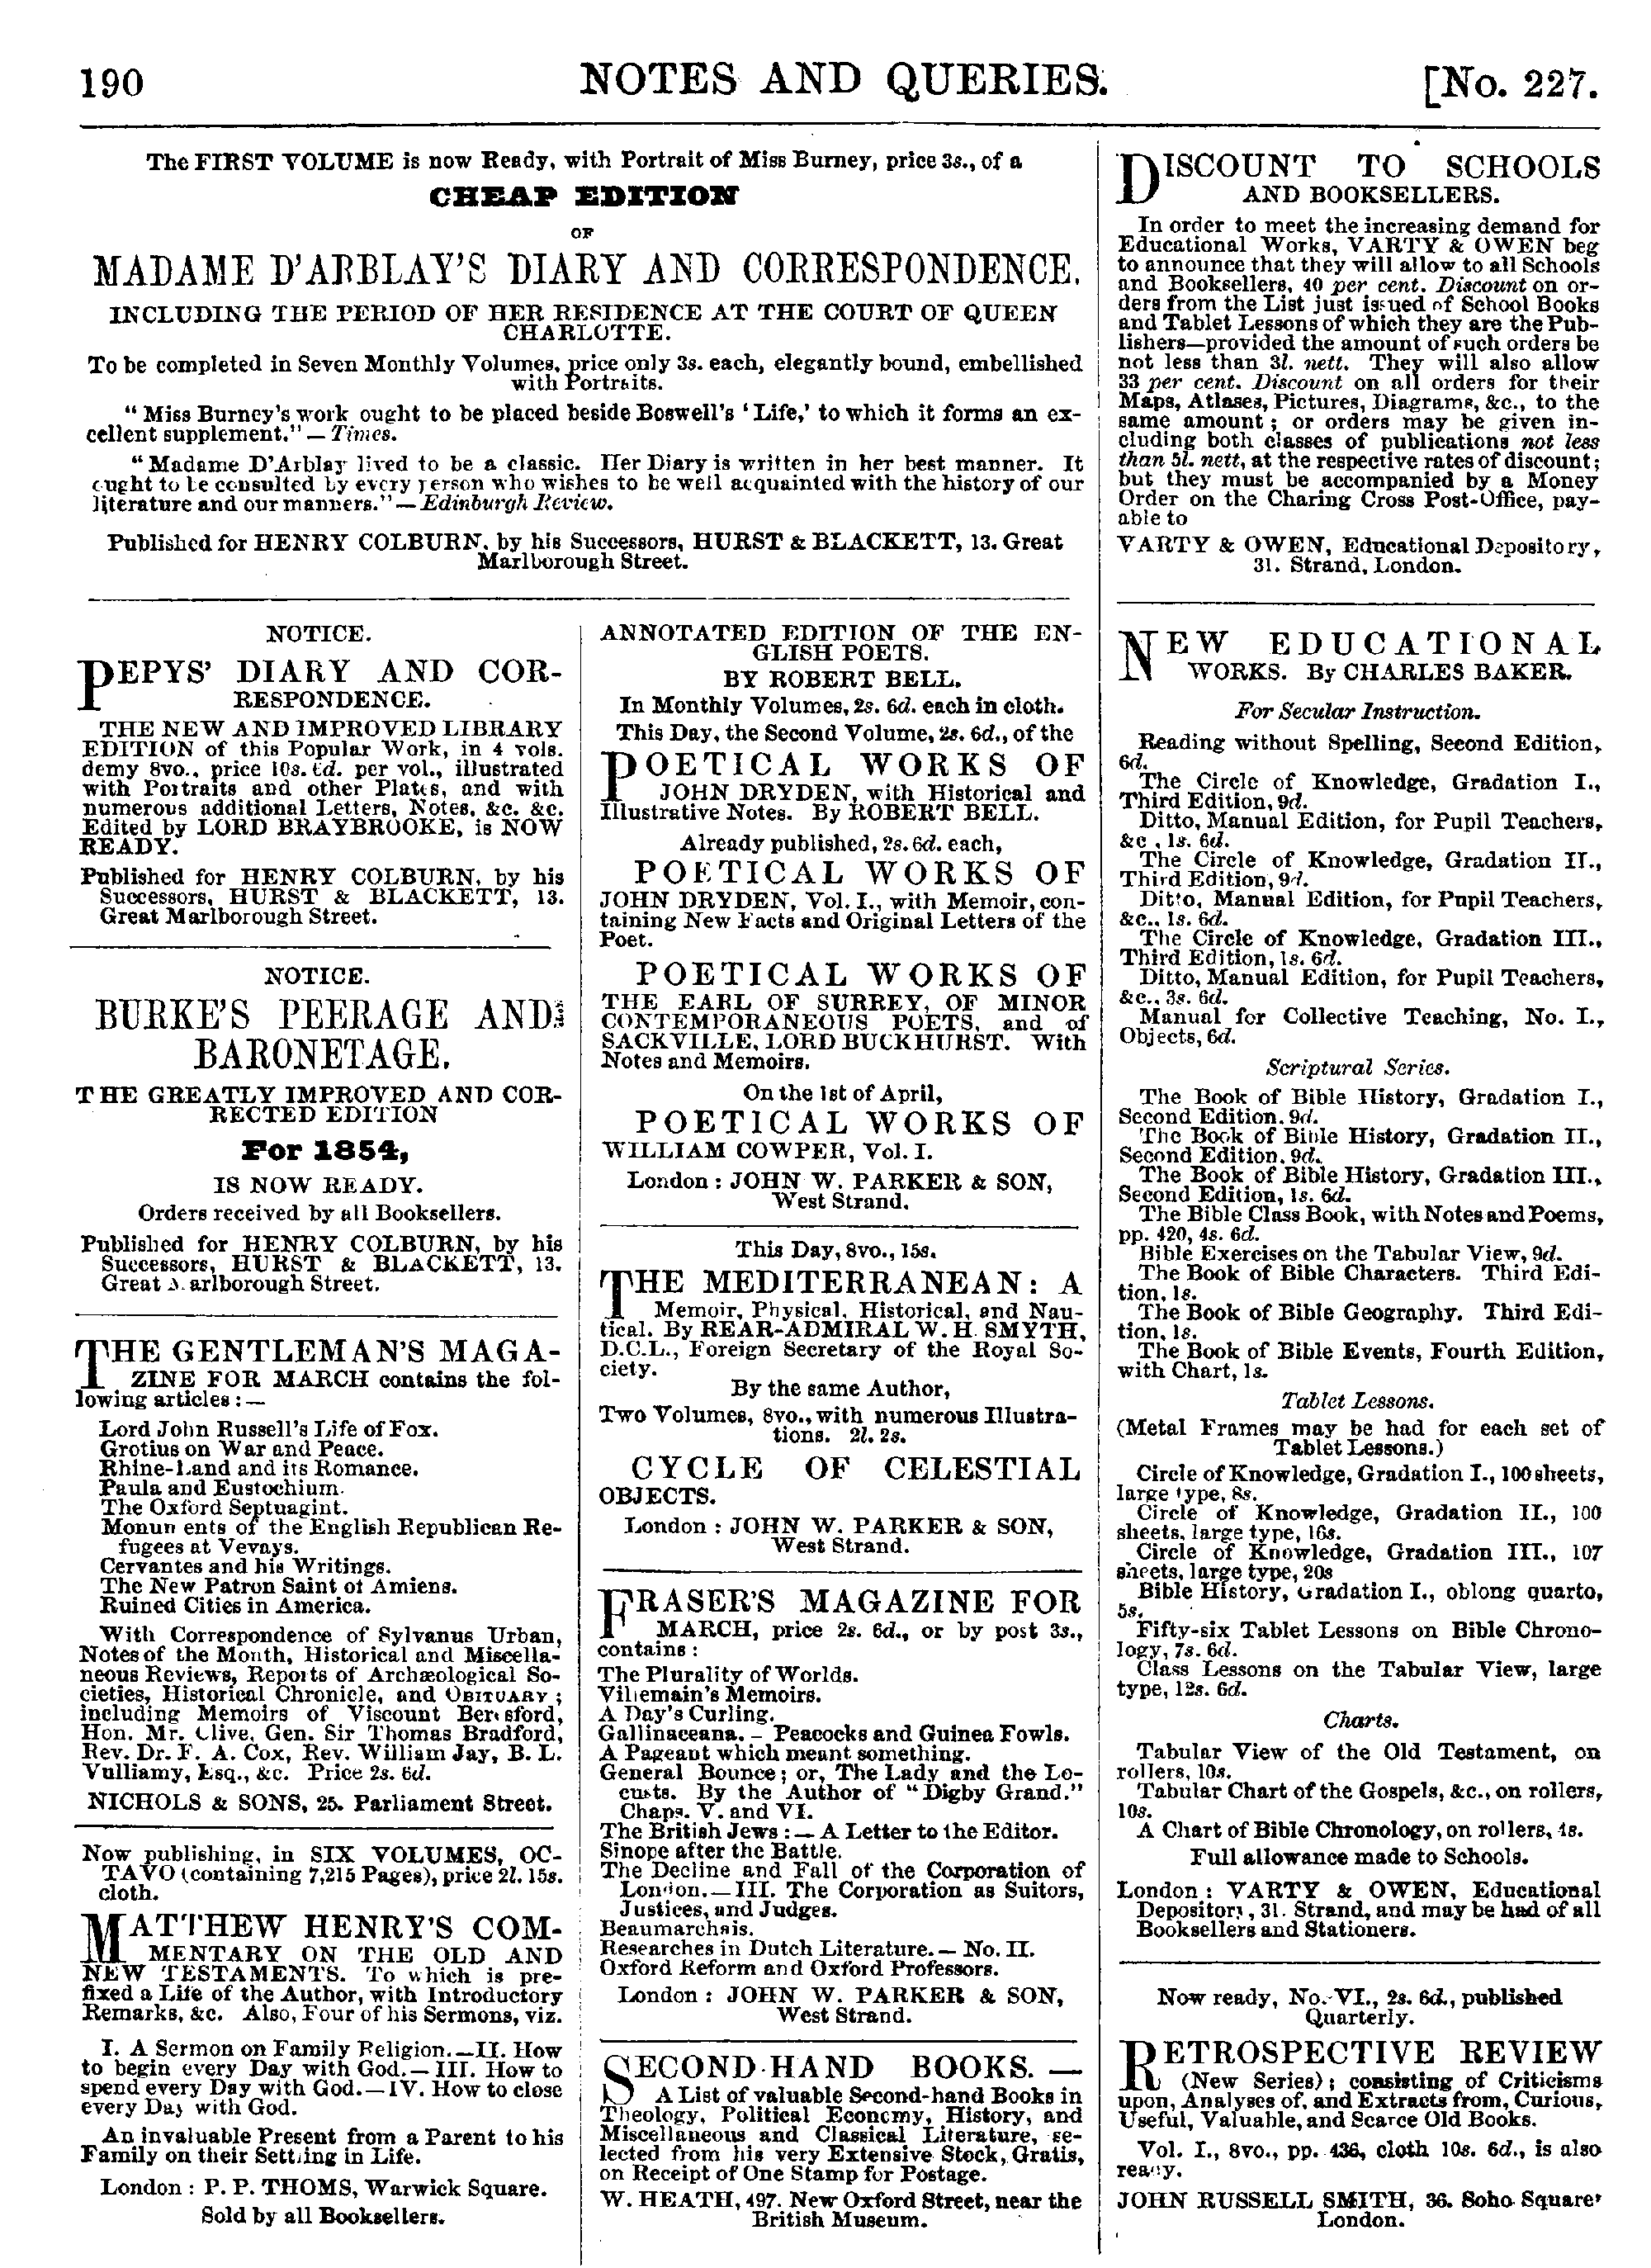 190
NOTES AND QUERIES.
[No. 227.
The FIRST VOLUME is now Ready, with Portrait of Miss Burney, price 3s., of a
CHEAP EDITION
OF
MADAME D'ARBLAY'S DIARY AND CORRESPONDENCE,
INCLUDING THE PERIOD OF HER RESIDENCE AT THE COURT OF QUEEN
CHARLOTTE.
To be completed in Seven Monthly Volumes, price only 3s. each, elegantly bound, embellished
with Portraits.
"Miss Burney's work ought to be placed beside Boswell's 'Life,' to which it forms an ex-
cellent supplement."—Times.
"Madame D'Arblay lived to be a classic. Her Diary is written in her best manner. It
ought to be consulted by every person who wishes to be well acquainted with the history of our
literature and our manners."—Edinburgh Review.
Published for HENRY COLBURN, by his Successors, HURST & BLACKETT, 13. Great
Marlborough Street.
NOTICE.
PEPYS' DIARY AND COR-
RESPONDENCE.
THE NEW AND IMPROVED LIBRARY
EDITION of this Popular Work, in 4 vols.
demy 8vo., price 10s. 6d. per vol., illustrated
with Portraits and other Plates, and with
numerous additional Letters, Notes, &c. &c.
Edited by LORD BRAYBROOKE, is NOW
READY.
Published for HENRY COLBURN, by his
Successors, HURST & BLACKETT, 13.
Great Marlborough Street.
NOTICE.
BURKE'S PEERAGE AND
BARONETAGE,
THE GREATLY IMPROVED AND COR-
RECTED EDITION
For 1854,
IS NOW READY.
Orders received by all Booksellers.
Published for HENRY COLBURN, by his
Successors, HURST & BLACKETT, 13.
Great Marlborough Street.
THE GENTLEMAN'S MAGA-
ZINE FOR MARCH contains the fol-
lowing articles:—
Lord John Russell's Life of Fox.
Grotius on War and Peace.
Rhine-Land and its Romance.
Paula and Eustochium.
The Oxford Septuagint.
Monuments of the English Republican Re-
fugees at Vevays.
Cervantes and his Writings.
The New Patron Saint of Amiens.
Ruined Cities in America.
With Correspondence of Sylvanus Urban,
Notes of the Month, Historical and Miscella-
neous Reviews, Reports of Archæological So-
cieties, Historical Chronicle, and OBITUARY;
including Memoirs of Viscount Beresford,
Hon. Mr. Clive, Gen. Sir Thomas Bradford,
Rev. Dr. F. A. Cox, Rev. William Jay, B. L.
Vulliamy, Esq., &c. Price 2s. 6d.
NICHOLS & SONS, 25. Parliament Street.
Now publishing, in SIX VOLUMES, OC-
TAVO (containing 7,215 Pages), price 2l. 15s.
cloth.
MATTHEW HENRY'S COM-
MENTARY ON THE OLD AND
NEW TESTAMENTS. To which is pre-
fixed a Life of the Author, with Introductory
Remarks, &c. Also, Four of his Sermons, viz.
I. A Sermon on Family Religion.—II. How
to begin every Day with God.—III. How to
spend every Day with God.—IV. How to close
every Day with God.
An invaluable Present from a Parent to his
Family on their Setting in Life.
London: P. P. THOMS, Warwick Square.
Sold by all Booksellers.
ANNOTATED EDITION OF THE EN-
GLISH POETS.
BY ROBERT BELL.
In Monthly Volumes, 2s. 6d. each in cloth.
This Day, the Second Volume, 2s. 6d., of the
POETICAL WORKS OF
JOHN DRYDEN, with Historical and
Illustrative Notes. By ROBERT BELL.
Already published, 2s. 6d. each,
POETICAL WORKS OF
JOHN DRYDEN, Vol. I., with Memoir, con-
taining New Facts and Original Letters of the
Poet.
POETICAL WORKS OF
THE EARL OF SURREY, OF MINOR
CONTEMPORANEOUS POETS, and of
SACKVILLE, LORD BUCKHURST. With
Notes and Memoirs.
On the 1st of April,
POETICAL WORKS OF
WILLIAM COWPER, Vol. I.
London: JOHN W. PARKER & SON,
West Strand.
This Day, 8vo., 15s.
THE MEDITERRANEAN: A
Memoir, Physical, Historical, and Nau-
tical. By REAR-ADMIRAL W. H. SMYTH,
D.C.L., Foreign Secretary of the Royal So-
ciety.
By the same Author,
Two Volumes, 8vo., with numerous Illustra-
tions. 2l. 2s.
CYCLE OF CELESTIAL
OBJECTS.
London: JOHN W. PARKER & SON,
West Strand.
FRASER'S MAGAZINE FOR
MARCH, price 2s. 6d., or by post 3s.,
contains:
The Plurality of Worlds.
Villemain's Memoirs.
A Day's Curling.
Gallinaceana.—Peacocks and Guinea Fowls.
A Pageant which meant something.
General Bounce; or, The Lady and the Lo-
custs. By the Author of "Digby Grand."
Chaps. V. and VI.
The British Jews:—A Letter to the Editor.
Sinope after the Battle.
The Decline and Fall of the Corporation of
London.—III. The Corporation as Suitors,
Justices, and Judges.
Beaumarchais.
Researches in Dutch Literature.—No. II.
Oxford Reform and Oxford Professors.
London: JOHN W. PARKER & SON,
West Strand.
SECOND-HAND BOOKS.—
A List of valuable Second-hand Books in
Theology, Political Economy, History, and
Miscellaneous and Classical Literature, se-
lected from his very Extensive Stock, Gratis,
on Receipt of One Stamp for Postage.
W. HEATH, 497. New Oxford Street, near the
British Museum.
DISCOUNT TO SCHOOLS
AND BOOKSELLERS.
In order to meet the increasing demand for
Educational Works, VARTY & OWEN beg
to announce that they will allow to all Schools
and Booksellers, 40 per cent. Discount on or-
ders from the List just issued of School Books
and Tablet Lessons of which they are the Pub-
lishers—provided the amount of such orders be
not less than 3l. nett. They will also allow
33 per cent. Discount on all orders for their
Maps, Atlases, Pictures, Diagrams, &c., to the
same amount; or orders may be given in-
cluding both classes of publications not less
than 5l. nett, at the respective rates of discount;
but they must be accompanied by a Money
Order on the Charing Cross Post-Office, pay-
able to
VARTY & OWEN, Educational Depository,
31. Strand, London.
NEW EDUCATIONAL
WORKS. By CHARLES BAKER.
For Secular Instruction.
Reading without Spelling, Second Edition,
6d.
The Circle of Knowledge, Gradation I.,
Third Edition, 9d.
Ditto, Manual Edition, for Pupil Teachers,
&c., 1s. 6d.
The Circle of Knowledge, Gradation II.,
Third Edition, 9d.
Ditto, Manual Edition, for Pupil Teachers,
&c., 1s. 6d.
The Circle of Knowledge, Gradation III.,
Third Edition, 1s. 6d.
Ditto, Manual Edition, for Pupil Teachers,
&c., 3s. 6d.
Manual for Collective Teaching, No. I.,
Objects, 6d.
Scriptural Series.
The Book of Bible History, Gradation I.,
Second Edition, 9d.
The Book of Bible History, Gradation II.,
Second Edition, 9d.
The Book of Bible History, Gradation III.,
Second Edition, 1s. 6d.
The Bible Class Book, with Notes and Poems,
pp. 420, 4s. 6d.
Bible Exercises on the Tabular View, 9d.
The Book of Bible Characters. Third Edi-
tion, 1s.
The Book of Bible Geography. Third Edi-
tion, 1s.
The Book of Bible Events, Fourth Edition,
with Chart, 1s.
Tablet Lessons.
(Metal Frames may be had for each set of
Tablet Lessons.)
Circle of Knowledge, Gradation I., 100 sheets,
large type, 8s.
Circle of Knowledge, Gradation II., 100
sheets, large type, 16s.
Circle of Knowledge, Gradation III., 107
sheets, large type, 20s
Bible History, Gradation I., oblong quarto,
5s.
Fifty-six Tablet Lessons on Bible Chrono-
logy, 7s. 6d.
Class Lessons on the Tabular View, large
type, 12s. 6d.
Charts.
Tabular View of the Old Testament, on
rollers, 10s.
Tabular Chart of the Gospels, &c., on rollers,
10s.
A Chart of Bible Chronology, on rollers, 4s.
Full allowance made to Schools.
London: VARTY & OWEN, Educational
Depository, 31. Strand, and may be had of all
Booksellers and Stationers.
Now ready, No. VI., 2s. 6d., published
Quarterly.
RETROSPECTIVE REVIEW
(New Series); consisting of Criticisms
upon, Analyses of, and Extracts from, Curious,
Useful, Valuable, and Scarce Old Books.
Vol. I., 8vo., pp. 436, cloth 10s. 6d., is also
ready.
JOHN RUSSELL SMITH, 36. Soho Square,
London.